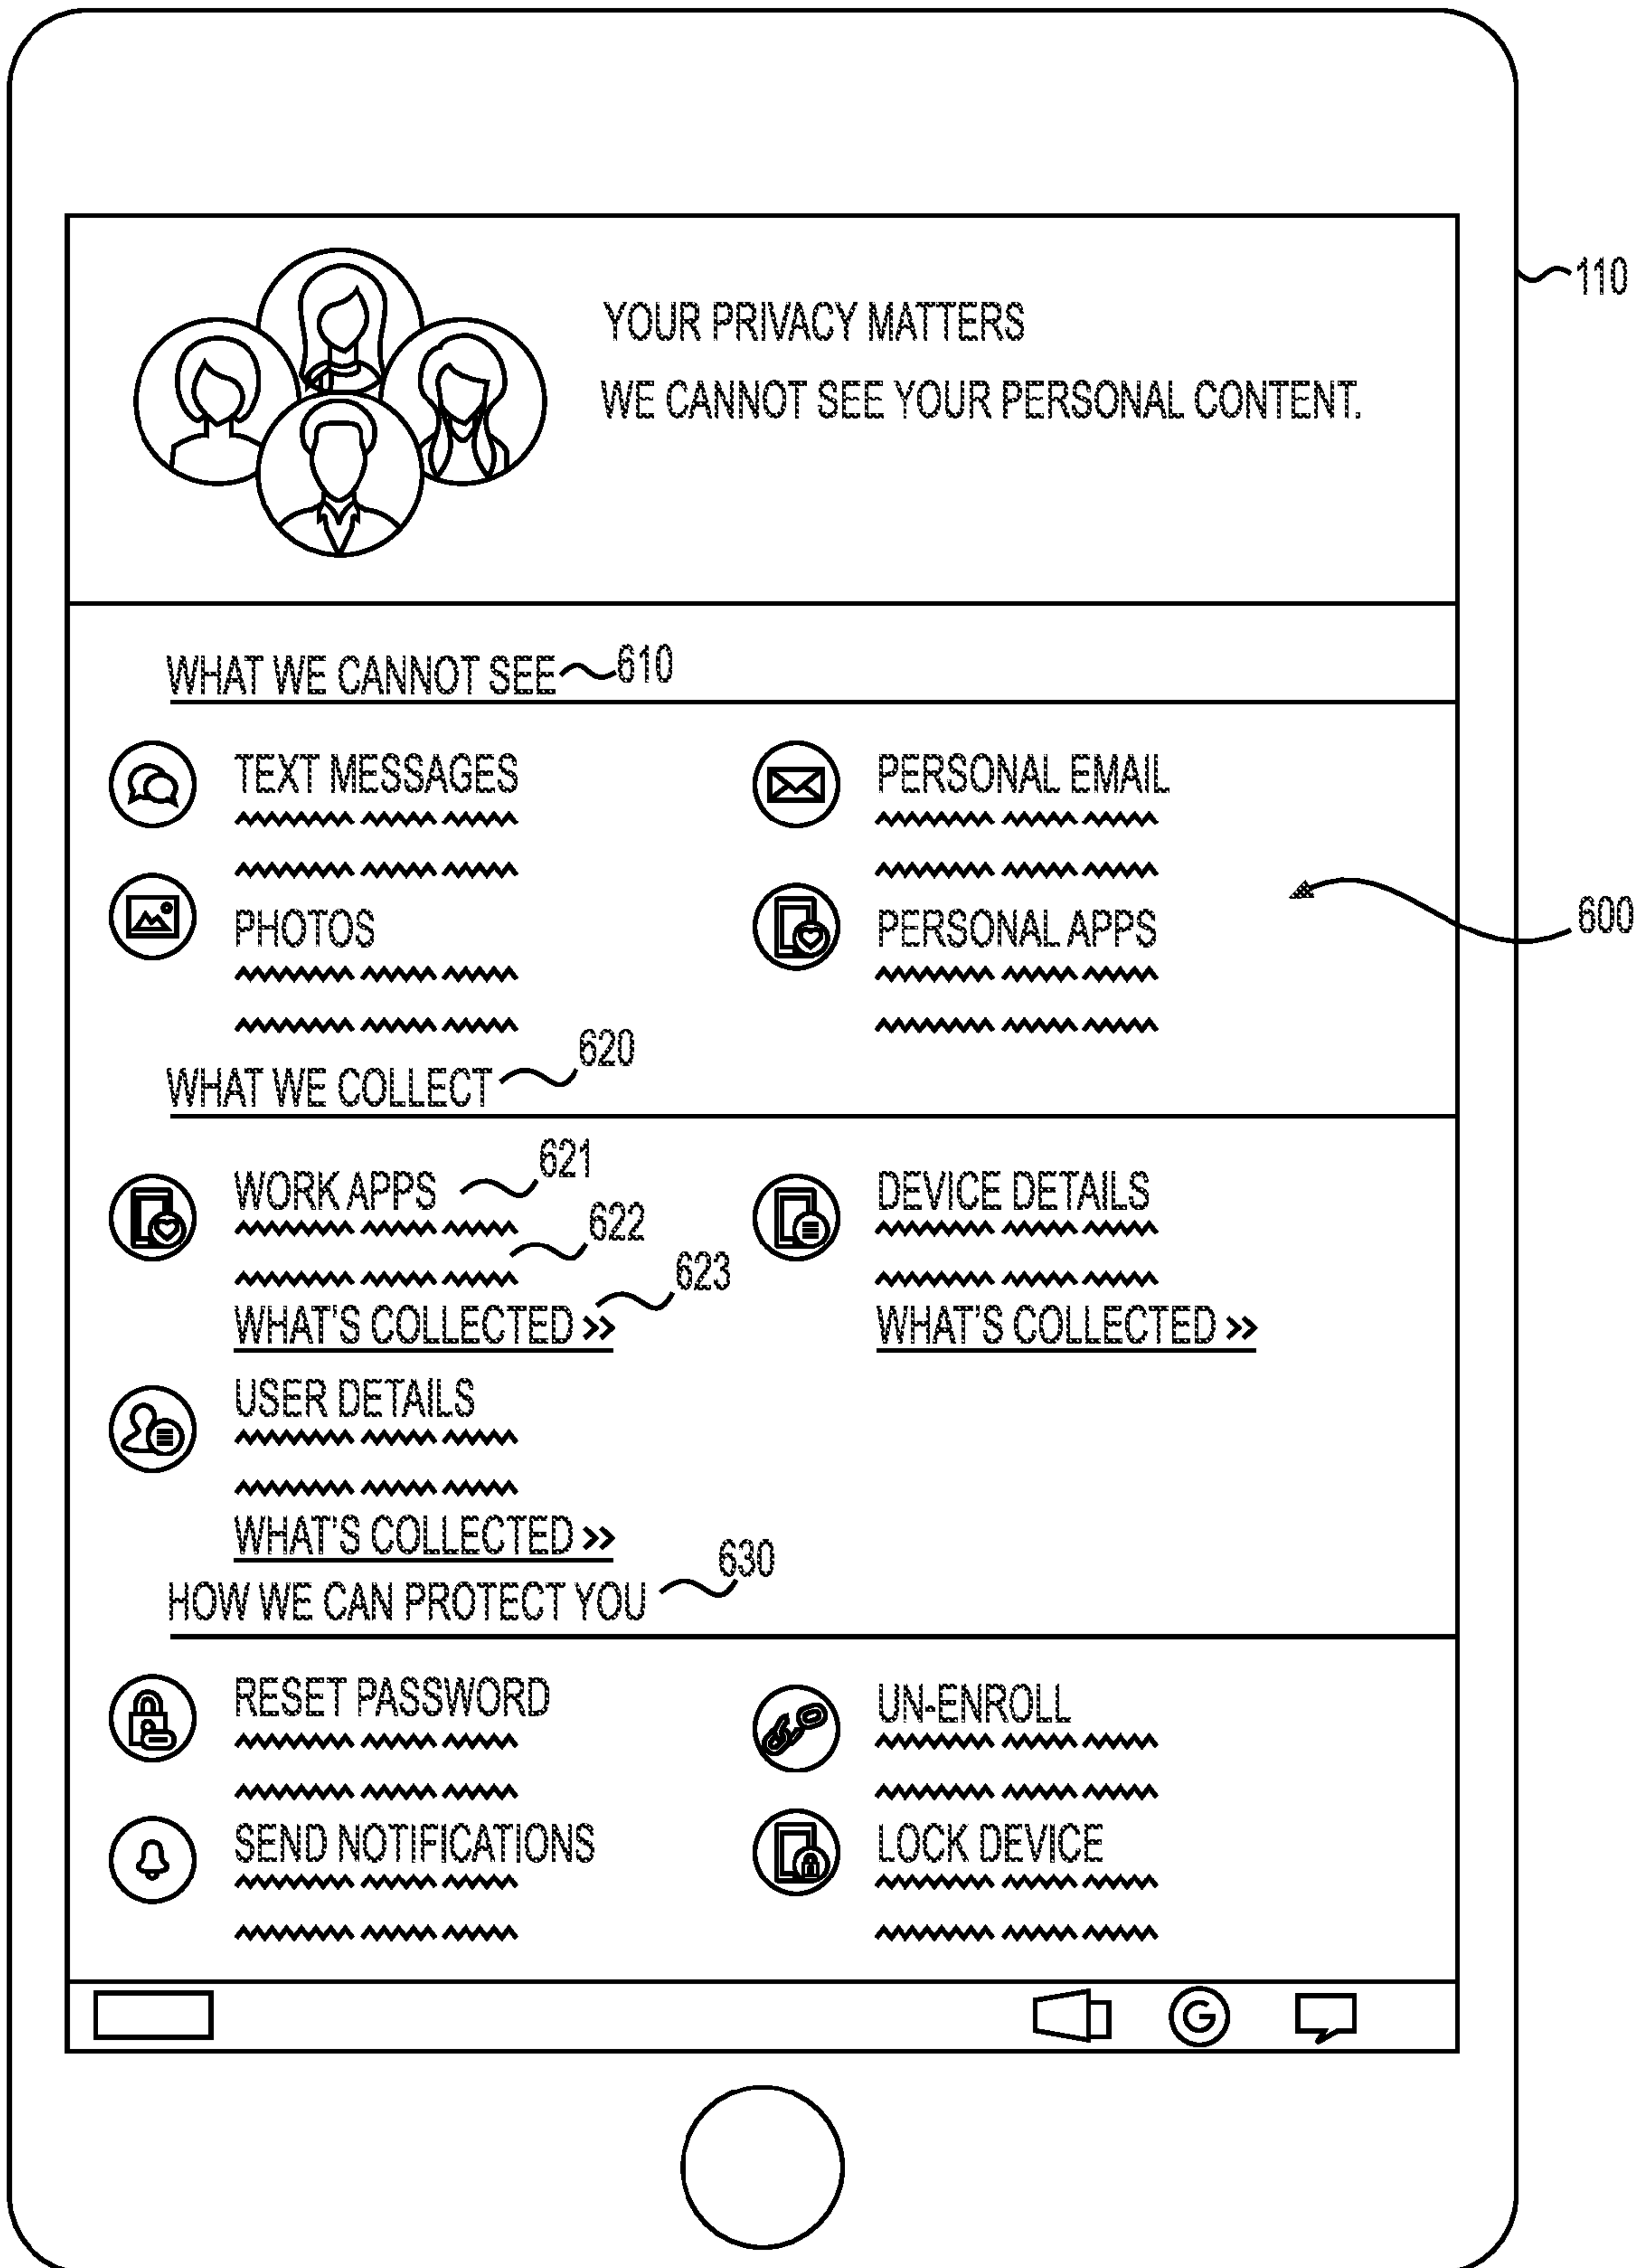 YOUR PRIVACY MATTERS
WE CANNOT SEE YOUR PERSONAL CONTENT.
110
WHAT WE CANNOT SEE 610
TEXT MESSAGES
PERSONAL EMAIL
600
PHOTOS
PERSONAL APPS
WHAT WE COLLECT 620
WORK APPS 621
622
WHAT'S COLLECTED >> 623
DEVICE DETAILS
WHAT'S COLLECTED >>
USER DETAILS
WHAT'S COLLECTED >>
HOW WE CAN PROTECT YOU 630
RESET PASSWORD
UN-ENROLL
SEND NOTIFICATIONS
LOCK DEVICE
G